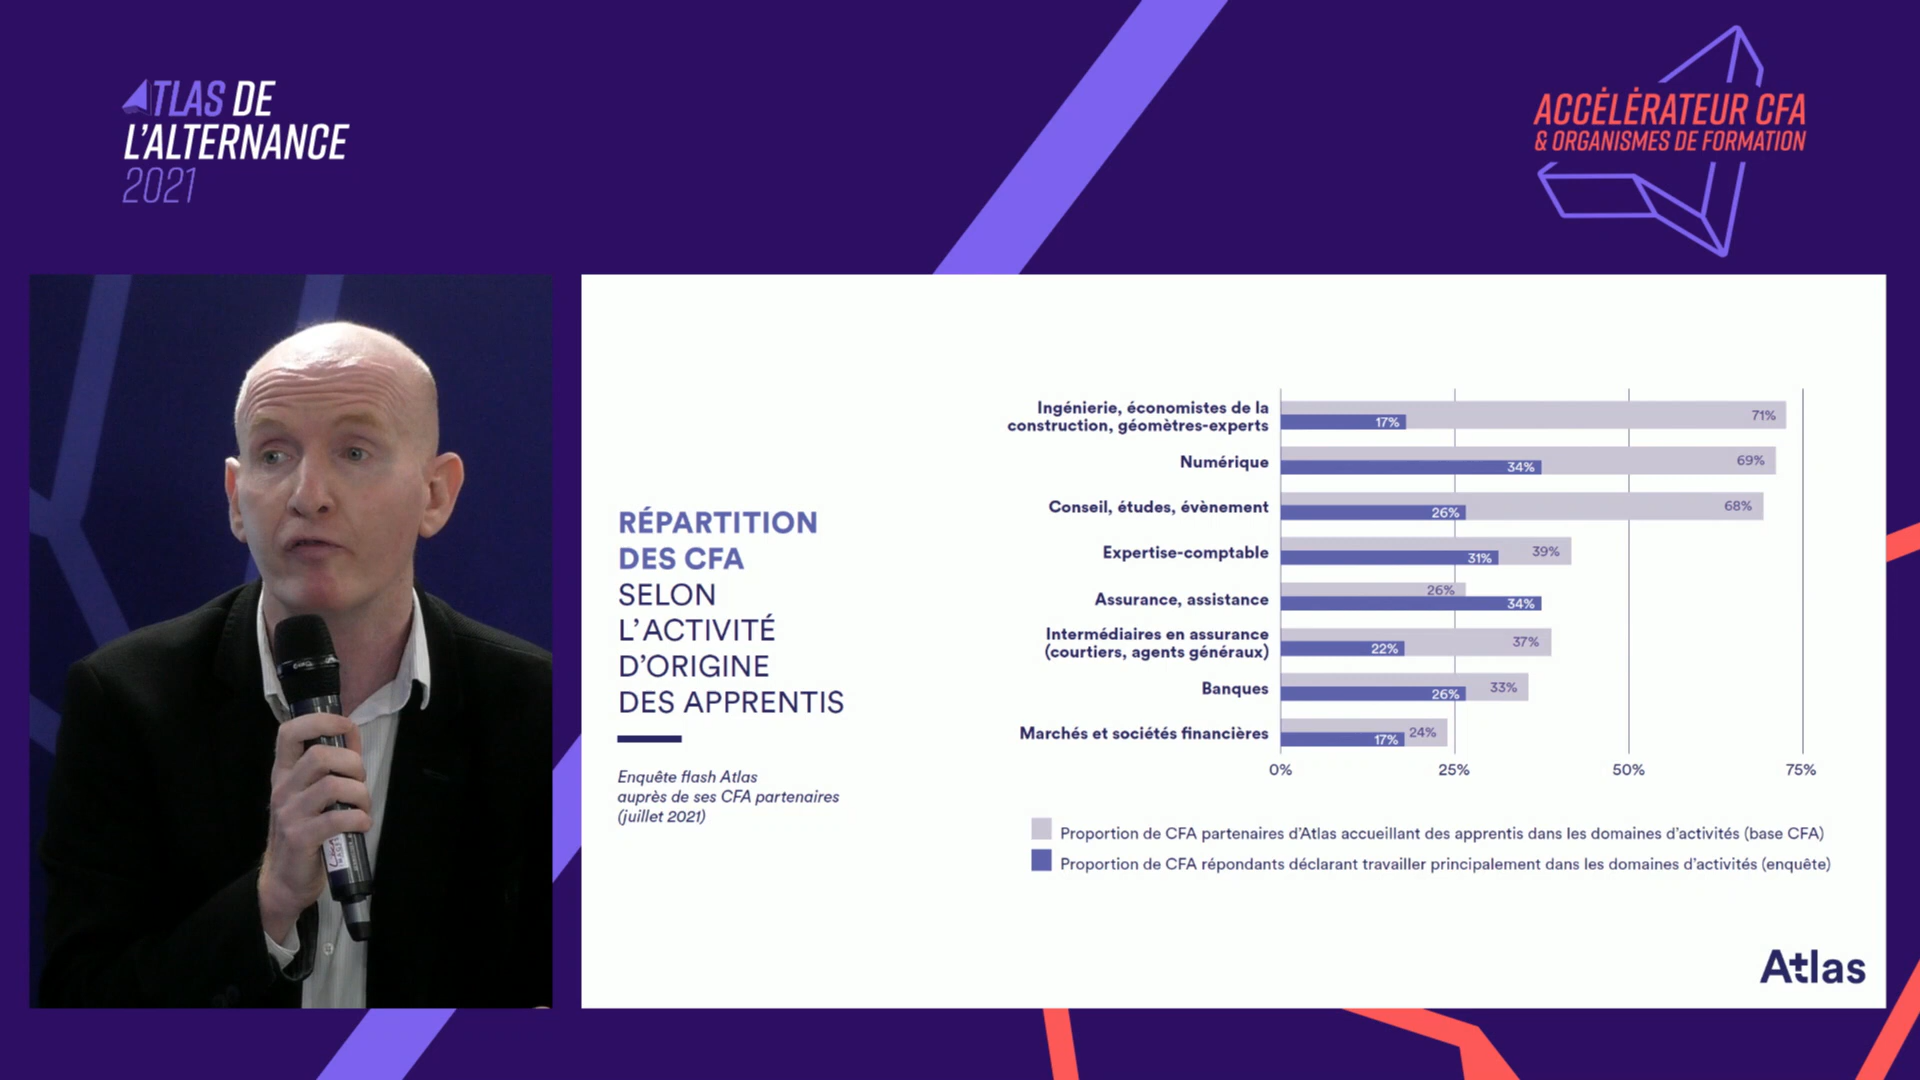 ATLAS DE
L'ALTERNANCE
2021
ACCÉLÉRATEUR CFA
& ORGANISMES DE FORMATION
RÉPARTITION
DES CFA
SELON
L'ACTIVITÉ
D'ORIGINE
DES APPRENTIS
Enquête flash Atlas
auprès de ses CFA partenaires
(juillet 2021)
Ingénierie, économistes de la
construction, géomètres-experts
17%
71%
Numérique
34%
69%
Conseil, études, évènement
26%
68%
Expertise-comptable
31%
39%
Assurance, assistance
26%
34%
Intermédiaires en assurance
(courtiers, agents généraux)
22%
37%
Banques
26%
33%
Marchés et sociétés financières
17%
24%
0%
25%
50%
75%
Proportion de CFA partenaires d'Atlas accueillant des apprentis dans les domaines d'activités (base CFA)
Proportion de CFA répondants déclarant travailler principalement dans les domaines d'activités (enquête)
Atlas